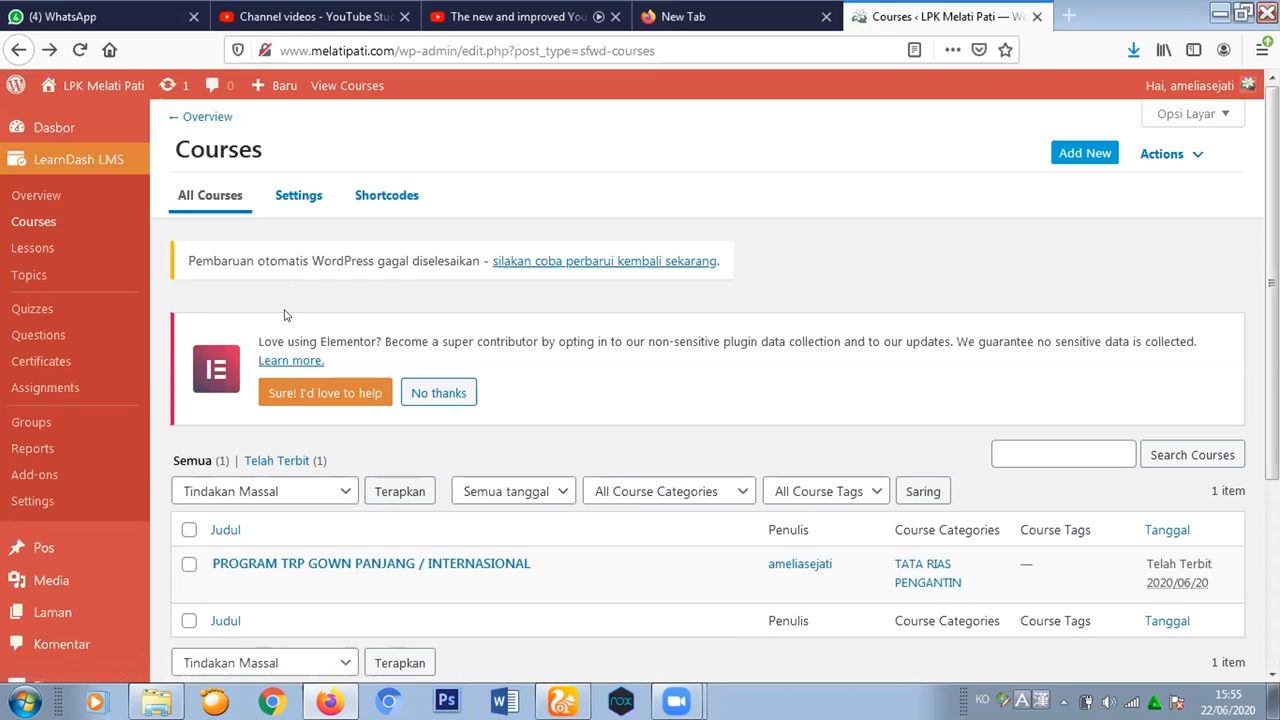 (4) WhatsApp
Channel videos - YouTube Stu
The new and improved You
New Tab
Courses ‹ LPK Melati Pati — Wo
www.melatipati.com/wp-admin/edit.php?post_type=sfwd-courses
LPK Melati Pati
1
0
Baru
View Courses
Hai, ameliasejati
Dasbor
LearnDash LMS
Overview
Courses
Lessons
Topics
Quizzes
Questions
Certificates
Assignments
Groups
Reports
Add-ons
Settings
Pos
Media
Laman
Komentar
← Overview
Opsi Layar
Courses
Add New
Actions
All Courses
Settings
Shortcodes
Pembaruan otomatis WordPress gagal diselesaikan - silakan coba perbarui kembali sekarang.
Love using Elementor? Become a super contributor by opting in to our non-sensitive plugin data collection and to our updates. We guarantee no sensitive data is collected.
Learn more.
Sure! I'd love to help
No thanks
Semua (1) | Telah Terbit (1)
Search Courses
Tindakan Massal
Terapkan
Semua tanggal
All Course Categories
All Course Tags
Saring
1 item
Judul
Penulis
Course Categories
Course Tags
Tanggal
PROGRAM TRP GOWN PANJANG / INTERNASIONAL
ameliasejati
TATA RIAS
PENGANTIN
—
Telah Terbit
2020/06/20
Judul
Penulis
Course Categories
Course Tags
Tanggal
Tindakan Massal
Terapkan
1 item
Ps
nox
KO
A
漢
15:55
22/06/2020